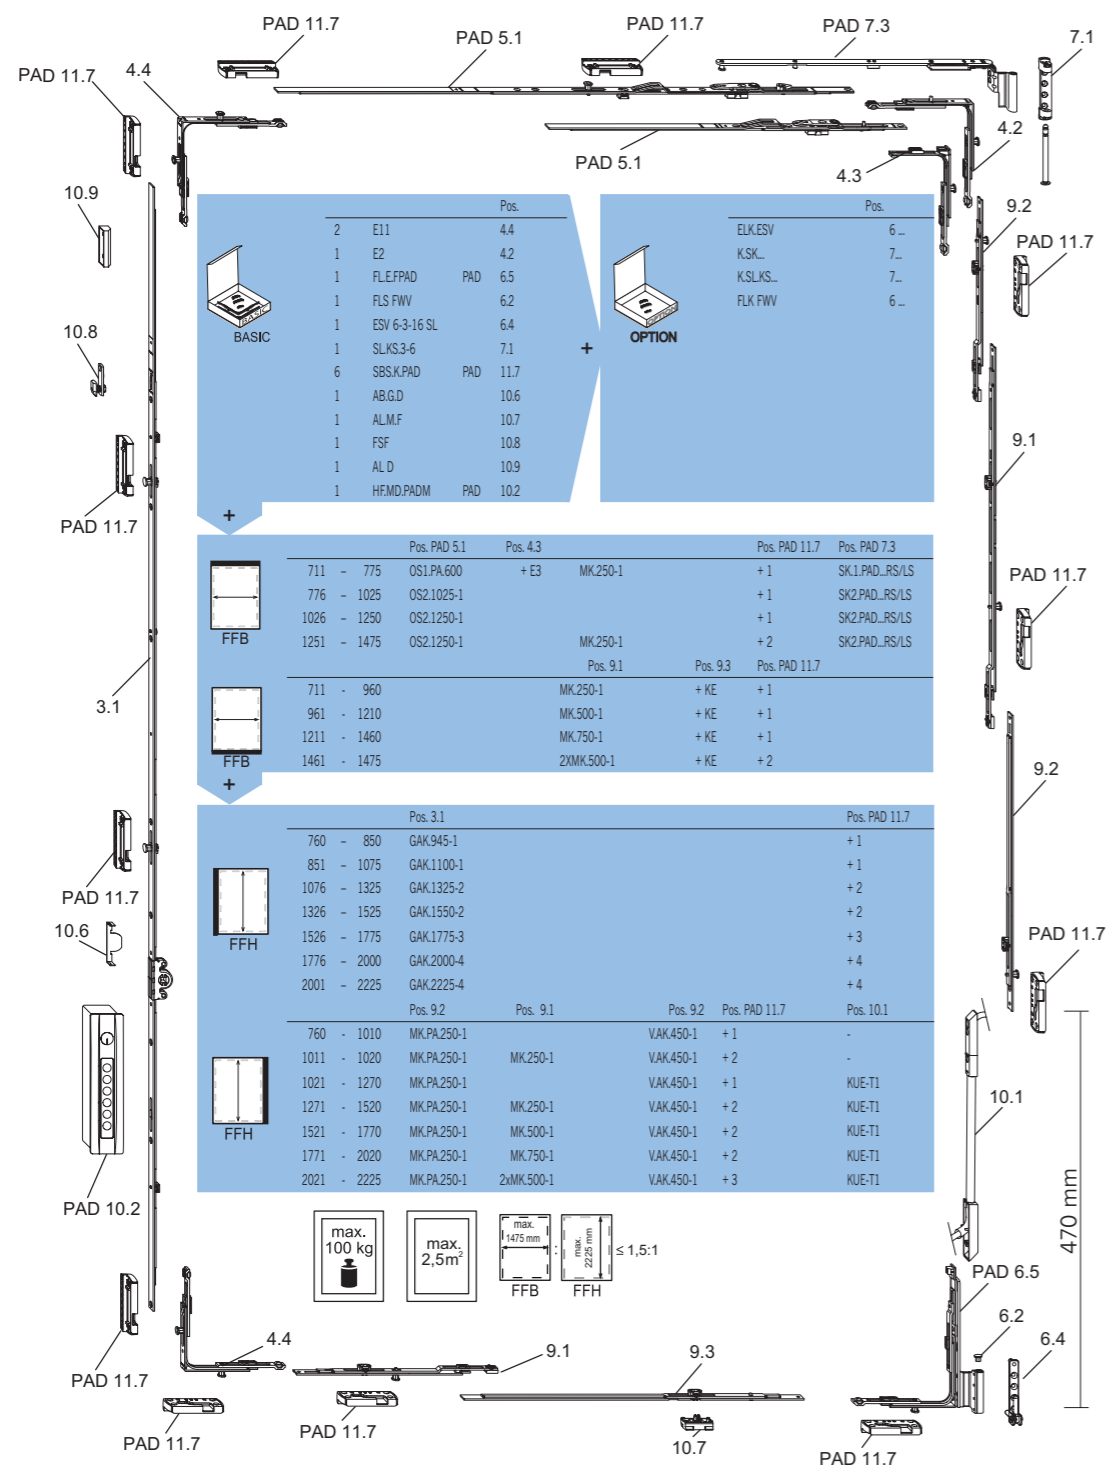 PAD 11.7
PAD 5.1
PAD 11.7
PAD 7.3
7.1
PAD 11.7
4.4
PAD 5.1
4.2
4.3
10.9
9.2
PAD 11.7
Pos.
2 E11 4.4
1 E2 4.2
1 FL.E.FPAD PAD 6.5
1 FLS FWV 6.2
1 ESV 6-3-16 SL 6.4
1 SL.KS.3-6 7.1
6 SBS.K.PAD PAD 11.7
1 AB.G.D 10.6
1 AL.M.F 10.7
1 FSF 10.8
1 AL D 10.9
1 HF.MD.PADM PAD 10.2
BASIC
BASIC
+
Pos.
ELK.ESV 6 ...
K.SK... 7...
K.SL.KS... 7...
FLK FWV 6 ...
OPTION
OPTION
10.8
9.1
PAD 11.7
+
Pos. PAD 5.1 Pos. 4.3 Pos. PAD 11.7 Pos. PAD 7.3
711 – 775 OS1.PA.600 + E3 MK.250-1 + 1 SK.1.PAD...RS/LS
776 – 1025 OS2.1025-1 + 1 SK2.PAD...RS/LS
1026 – 1250 OS2.1250-1 + 1 SK2.PAD...RS/LS
1251 – 1475 OS2.1250-1 MK.250-1 + 2 SK2.PAD...RS/LS
FFB
PAD 11.7
Pos. 9.1 Pos. 9.3 Pos. PAD 11.7
711 - 960 MK.250-1 + KE + 1
961 - 1210 MK.500-1 + KE + 1
1211 - 1460 MK.750-1 + KE + 1
1461 - 1475 2XMK.500-1 + KE + 2
FFB
3.1
+
9.2
Pos. 3.1 Pos. PAD 11.7
760 – 850 GAK.945-1 + 1
851 – 1075 GAK.1100-1 + 1
1076 – 1325 GAK.1325-2 + 2
1326 – 1525 GAK.1550-2 + 2
1526 – 1775 GAK.1775-3 + 3
1776 – 2000 GAK.2000-4 + 4
2001 – 2225 GAK.2225-4 + 4
FFH
PAD 11.7
10.6
PAD 11.7
Pos. 9.2 Pos. 9.1 Pos. 9.2 Pos. PAD 11.7 Pos. 10.1
760 - 1010 MK.PA.250-1 V.AK.450-1 + 1 -
1011 - 1020 MK.PA.250-1 MK.250-1 V.AK.450-1 + 2 -
1021 - 1270 MK.PA.250-1 V.AK.450-1 + 1 KUE-T1
1271 - 1520 MK.PA.250-1 MK.250-1 V.AK.450-1 + 2 KUE-T1
1521 - 1770 MK.PA.250-1 MK.500-1 V.AK.450-1 + 2 KUE-T1
1771 - 2020 MK.PA.250-1 MK.750-1 V.AK.450-1 + 2 KUE-T1
2021 - 2225 MK.PA.250-1 2xMK.500-1 V.AK.450-1 + 3 KUE-T1
FFH
10.1
PAD 10.2
470 mm
max.
100 kg
max.
2,5m²
max.
1475 mm
FFB
:
max.
2225 mm
FFH
≤ 1,5:1
PAD 6.5
6.2
6.4
4.4
9.1
9.3
PAD 11.7
PAD 11.7
PAD 11.7
10.7
PAD 11.7